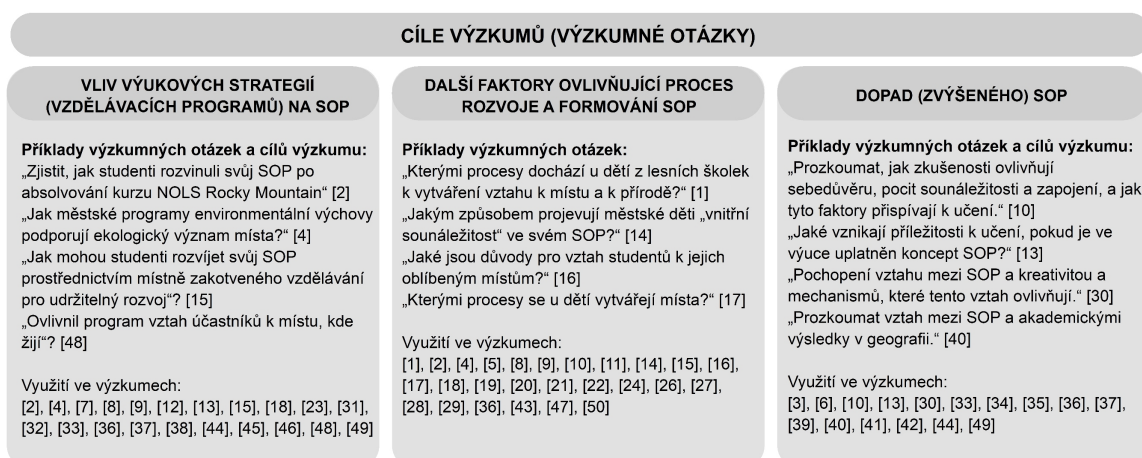 CÍLE VÝZKUMŮ (VÝZKUMNÉ OTÁZKY)
VLIV VÝUKOVÝCH STRATEGIÍ
(VZDĚLÁVACÍCH PROGRAMŮ) NA SOP
Příklady výzkumných otázek a cílů výzkumu:
„Zjistit, jak studenti rozvinuli svůj SOP po
absolvování kurzu NOLS Rocky Mountain“ [2]
„Jak městské programy environmentální výchovy
podporují ekologický význam místa?“ [4]
„Jak mohou studenti rozvíjet svůj SOP
prostřednictvím místně zakotveného vzdělávání
pro udržitelný rozvoj“? [15]
„Ovlivnil program vztah účastníků k místu, kde
žijí“? [48]
Využití ve výzkumech:
[2], [4], [7], [8], [9], [12], [13], [15], [18], [23], [31],
[32], [33], [36], [37], [38], [44], [45], [46], [48], [49]
DALŠÍ FAKTORY OVLIVŇUJÍCÍ PROCES
ROZVOJE A FORMOVÁNÍ SOP
Příklady výzkumných otázek:
„Kterými procesy dochází u dětí z lesních školek
k vytváření vztahu k místu a k přírodě?“ [1]
„Jakým způsobem projevují městské děti „vnitřní
sounáležitost“ ve svém SOP?“ [14]
„Jaké jsou důvody pro vztah studentů k jejich
oblíbeným místům?“ [16]
„Kterými procesy se u dětí vytvářejí místa?“ [17]
Využití ve výzkumech:
[1], [2], [4], [5], [8], [9], [10], [11], [14], [15], [16],
[17], [18], [19], [20], [21], [22], [24], [26], [27],
[28], [29], [36], [43], [47], [50]
DOPAD (ZVÝŠENÉHO) SOP
Příklady výzkumných otázek a cílů výzkumu:
„Prozkoumat, jak zkušenosti ovlivňují
sebedůvěru, pocit sounáležitosti a zapojení, a jak
tyto faktory přispívají k učení.“ [10]
„Jaké vznikají příležitosti k učení, pokud je ve
výuce uplatněn koncept SOP?“ [13]
„Pochopení vztahu mezi SOP a kreativitou a
mechanismů, které tento vztah ovlivňují.“ [30]
„Prozkoumat vztah mezi SOP a akademickými
výsledky v geografii.“ [40]
Využití ve výzkumech:
[3], [6], [10], [13], [30], [33], [34], [35], [36], [37],
[39], [40], [41], [42], [44], [49]